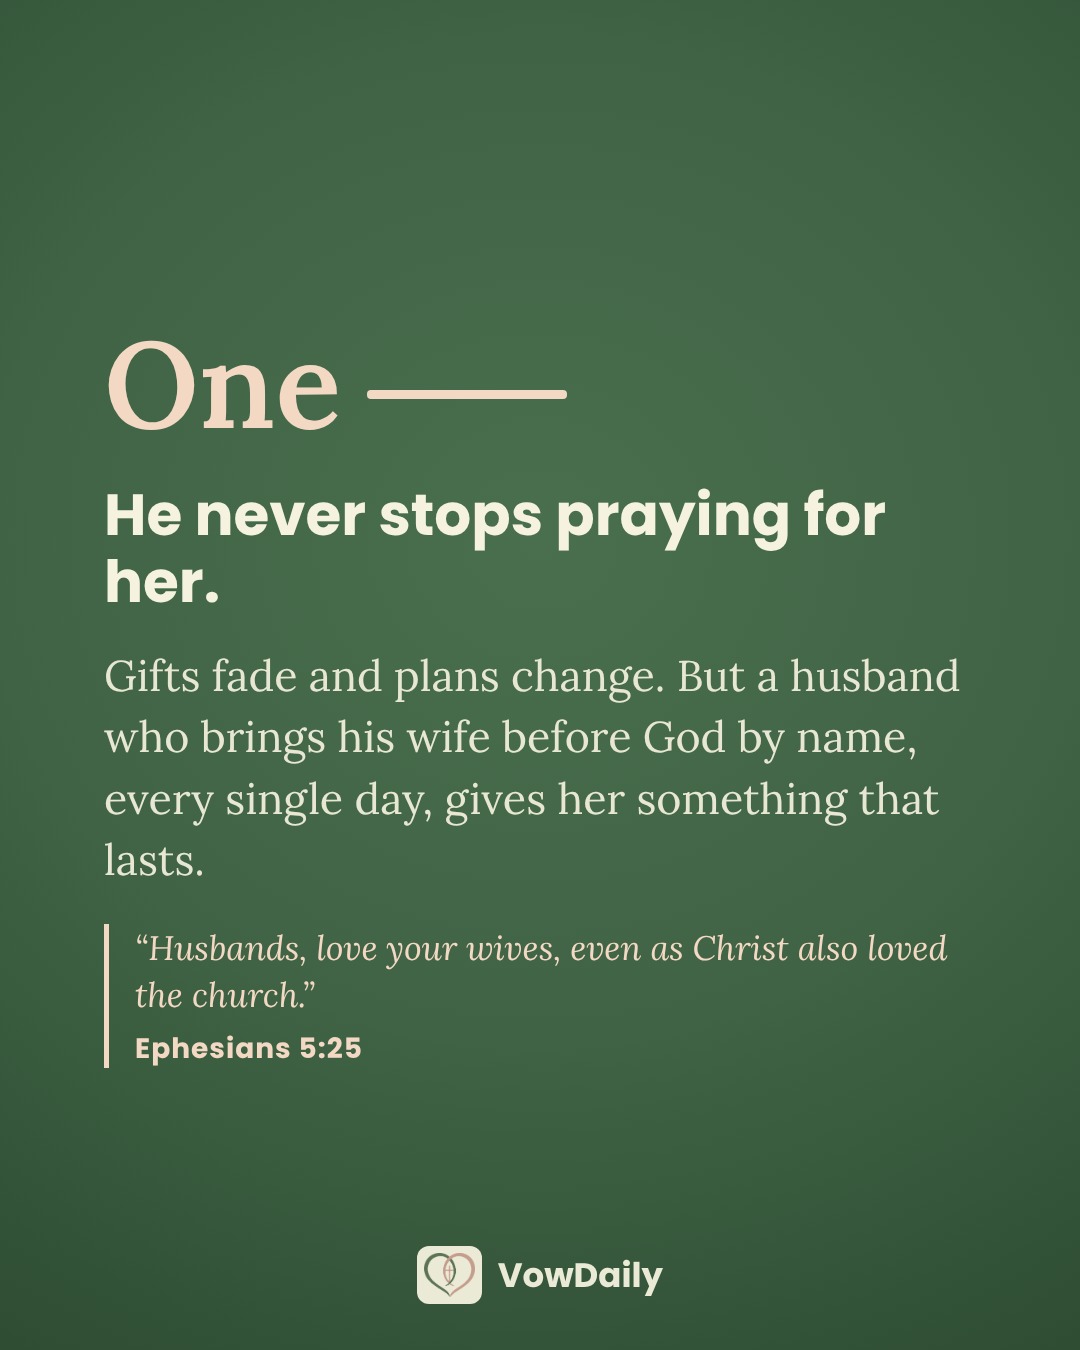 One
He never stops praying for
her.
Gifts fade and plans change. But a husband
who brings his wife before God by name,
every single day, gives her something that
lasts.
“Husbands, love your wives, even as Christ also loved
the church.”
Ephesians 5:25
VowDaily